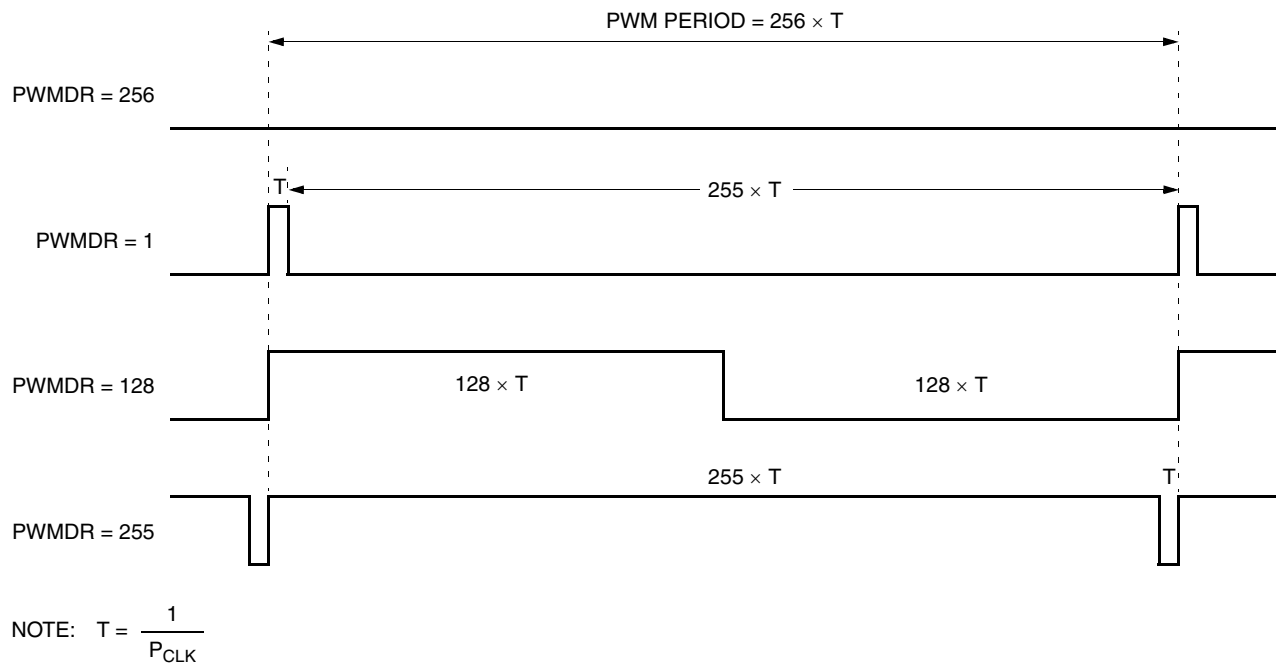 PWM PERIOD = 256 × T
PWMDR = 256
T
255 × T
PWMDR = 1
PWMDR = 128
128 × T
128 × T
255 × T
T
PWMDR = 255
NOTE: T = 1
P_CLK